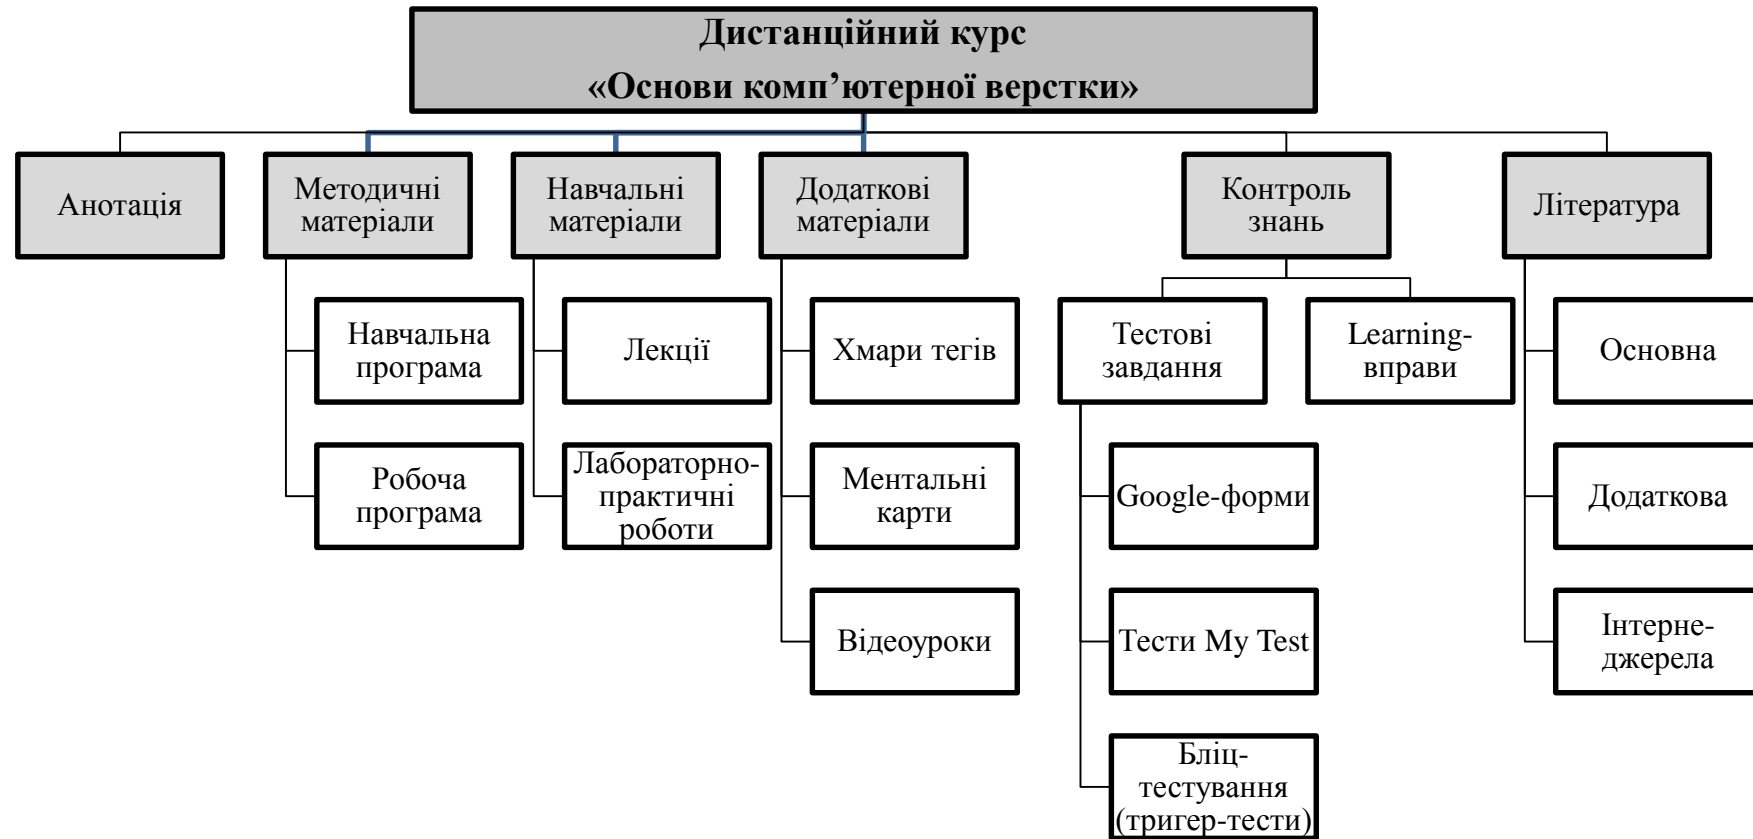 Дистанційний курс
«Основи комп’ютерної верстки»
Анотація
Методичні
матеріали
Навчальні
матеріали
Додаткові
матеріали
Контроль
знань
Література
Навчальна
програма
Лекції
Хмари тегів
Тестові
завдання
Learning-
вправи
Основна
Робоча
програма
Лабораторно-
практичні
роботи
Ментальні
карти
Google-форми
Додаткова
Відеоуроки
Тести My Test
Інтерне-
джерела
Бліц-
тестування
(тригер-тести)